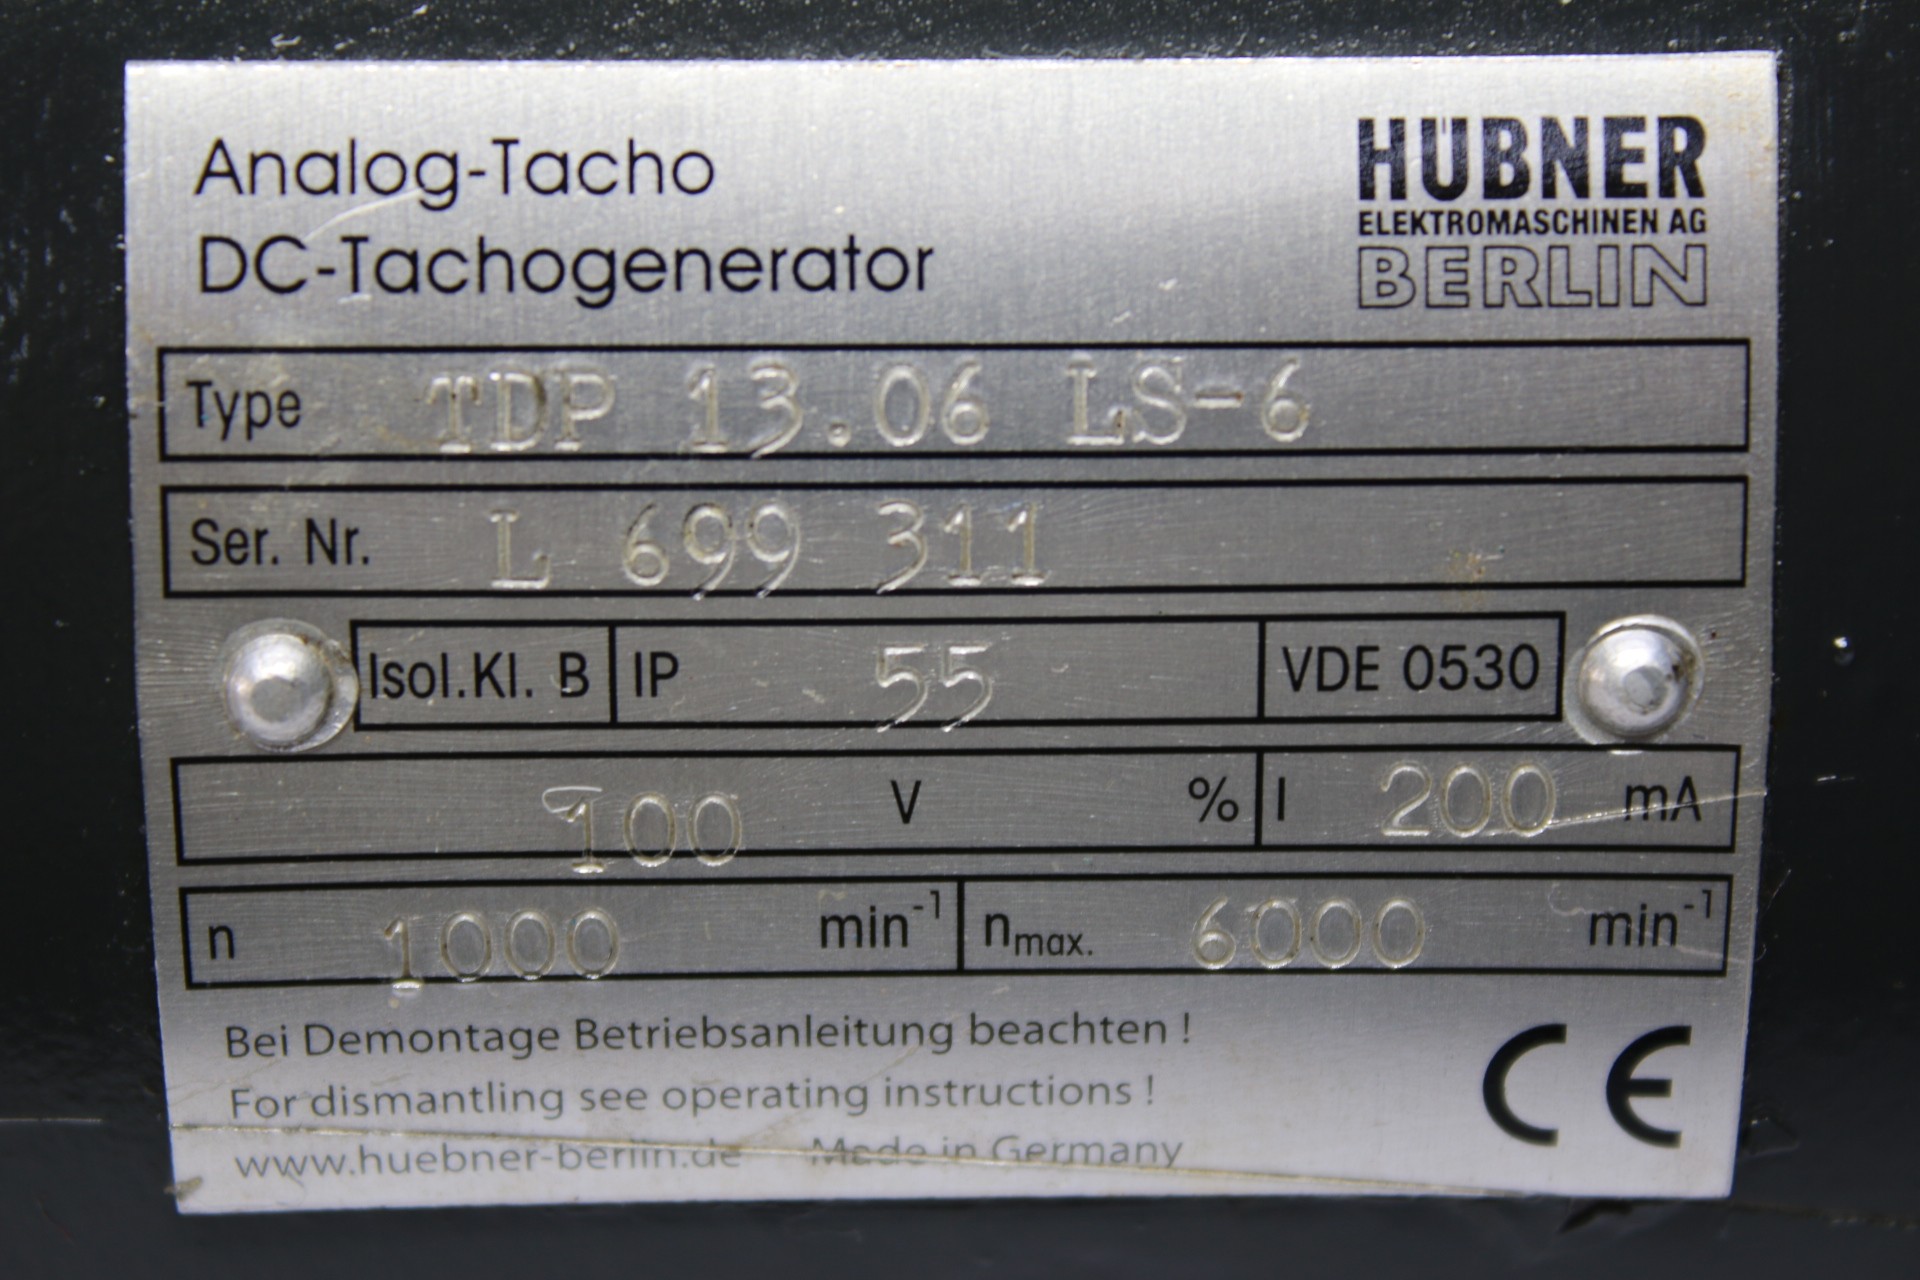 Analog-Tacho
DC-Tachogenerator
HÜBNER
ELEKTROMASCHINEN AG
BERLIN
Type TDP 13.06 LS-6
Ser. Nr. L 699 311
Isol.Kl. B IP 55 VDE 0530
100 V % I 200 mA
n 1000 min⁻¹ nmax. 6000 min⁻¹
Bei Demontage Betriebsanleitung beachten !
For dismantling see operating instructions !
www.huebner-berlin.de Made in Germany
CE